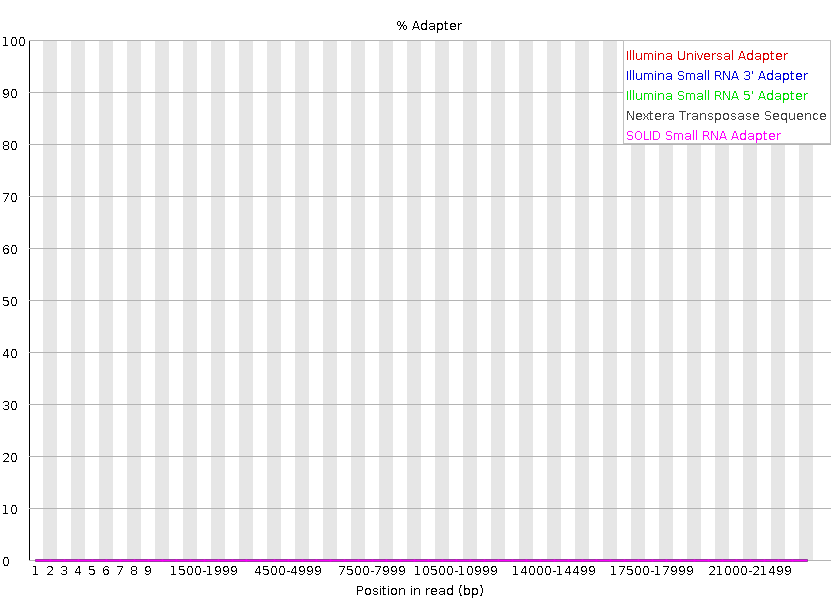 % Adapter
100
90
80
70
60
50
40
30
20
10
0
Illumina Universal Adapter
Illumina Small RNA 3' Adapter
Illumina Small RNA 5' Adapter
Nextera Transposase Sequence
SOLID Small RNA Adapter
1 2 3 4 5 6 7 8 9 1500-1999 4500-4999 7500-7999 10500-10999 14000-14499 17500-17999 21000-21499
Position in read (bp)